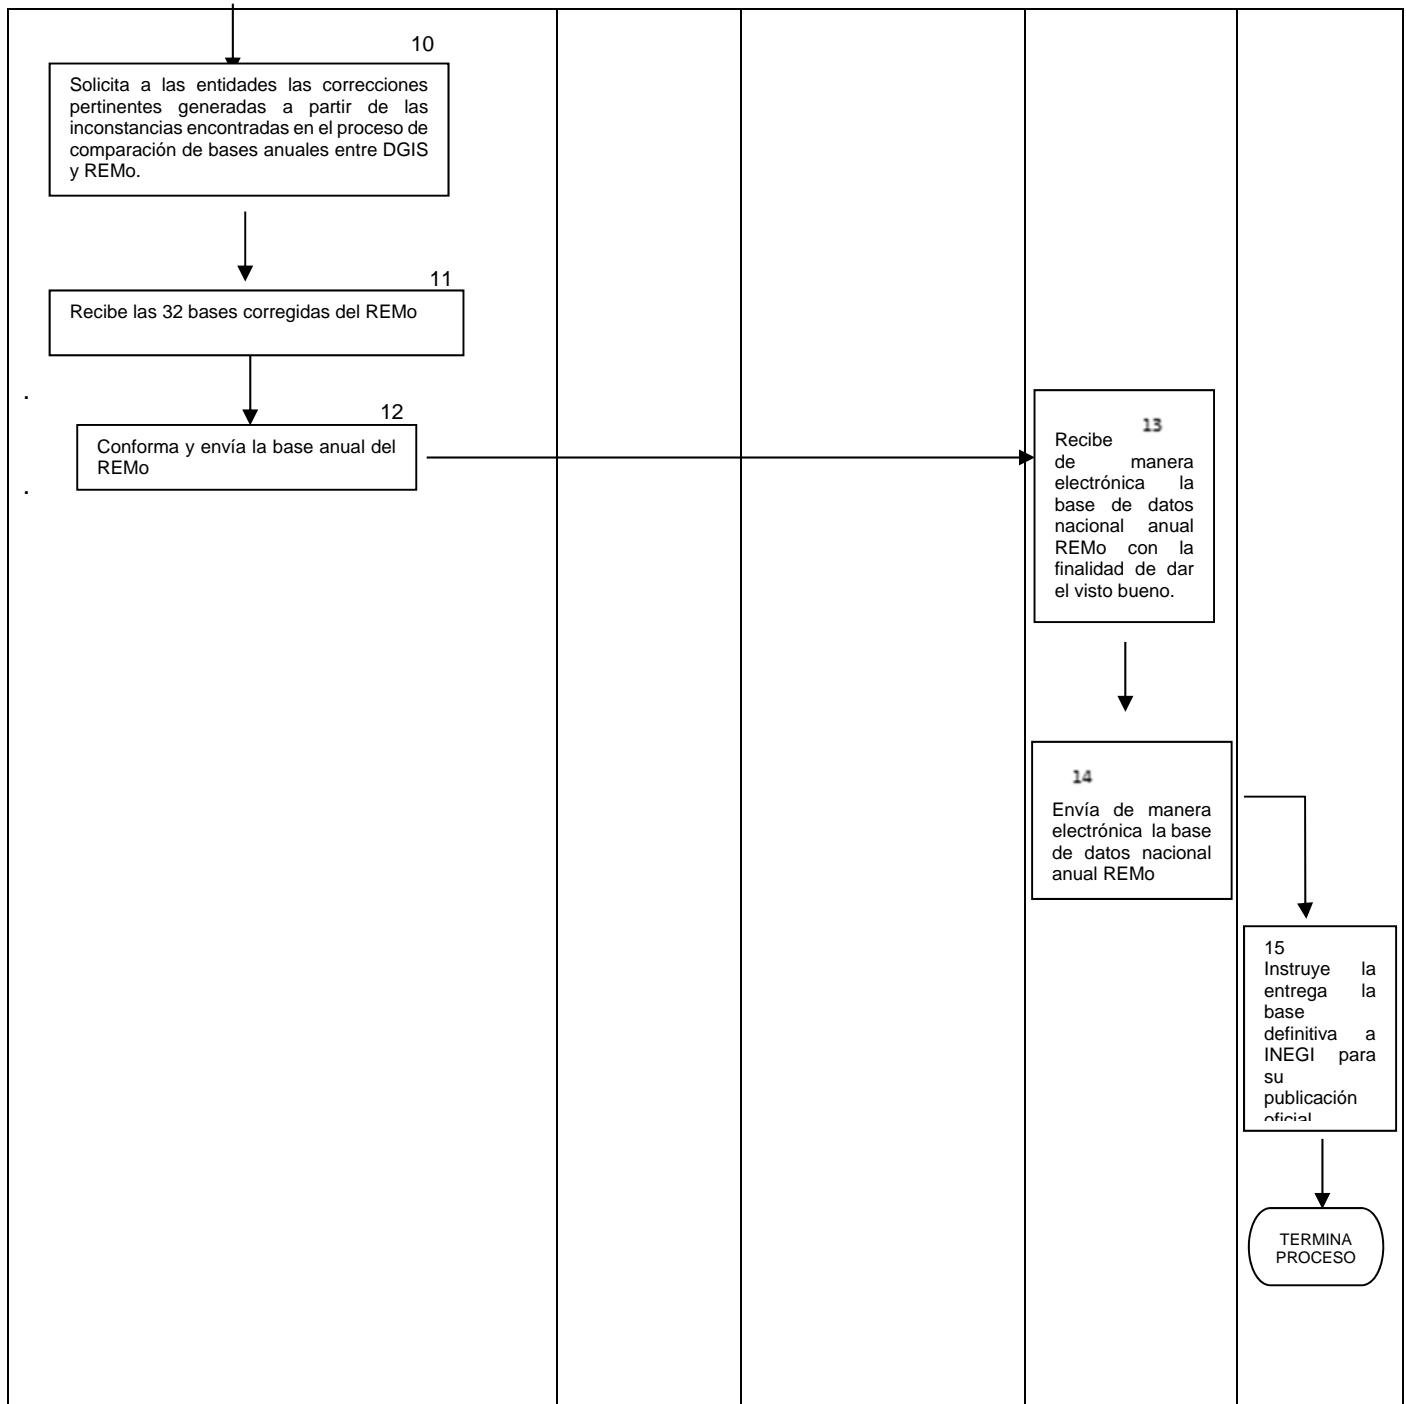 10
Solicita a las entidades las correcciones
pertinentes generadas a partir de las
inconstancias encontradas en el proceso de
comparación de bases anuales entre DGIS
y REMo.
11
Recibe las 32 bases corregidas del REMo
.
12
Conforma y envía la base anual del
REMo
.
13
Recibe
de manera
electrónica la
base de datos
nacional anual
REMo con la
finalidad de dar
el visto bueno.
14
Envía de manera
electrónica la base
de datos nacional
anual REMo
15
Instruye la
entrega la
base
definitiva a
INEGI para
su
publicación
oficial
TERMINA
PROCESO